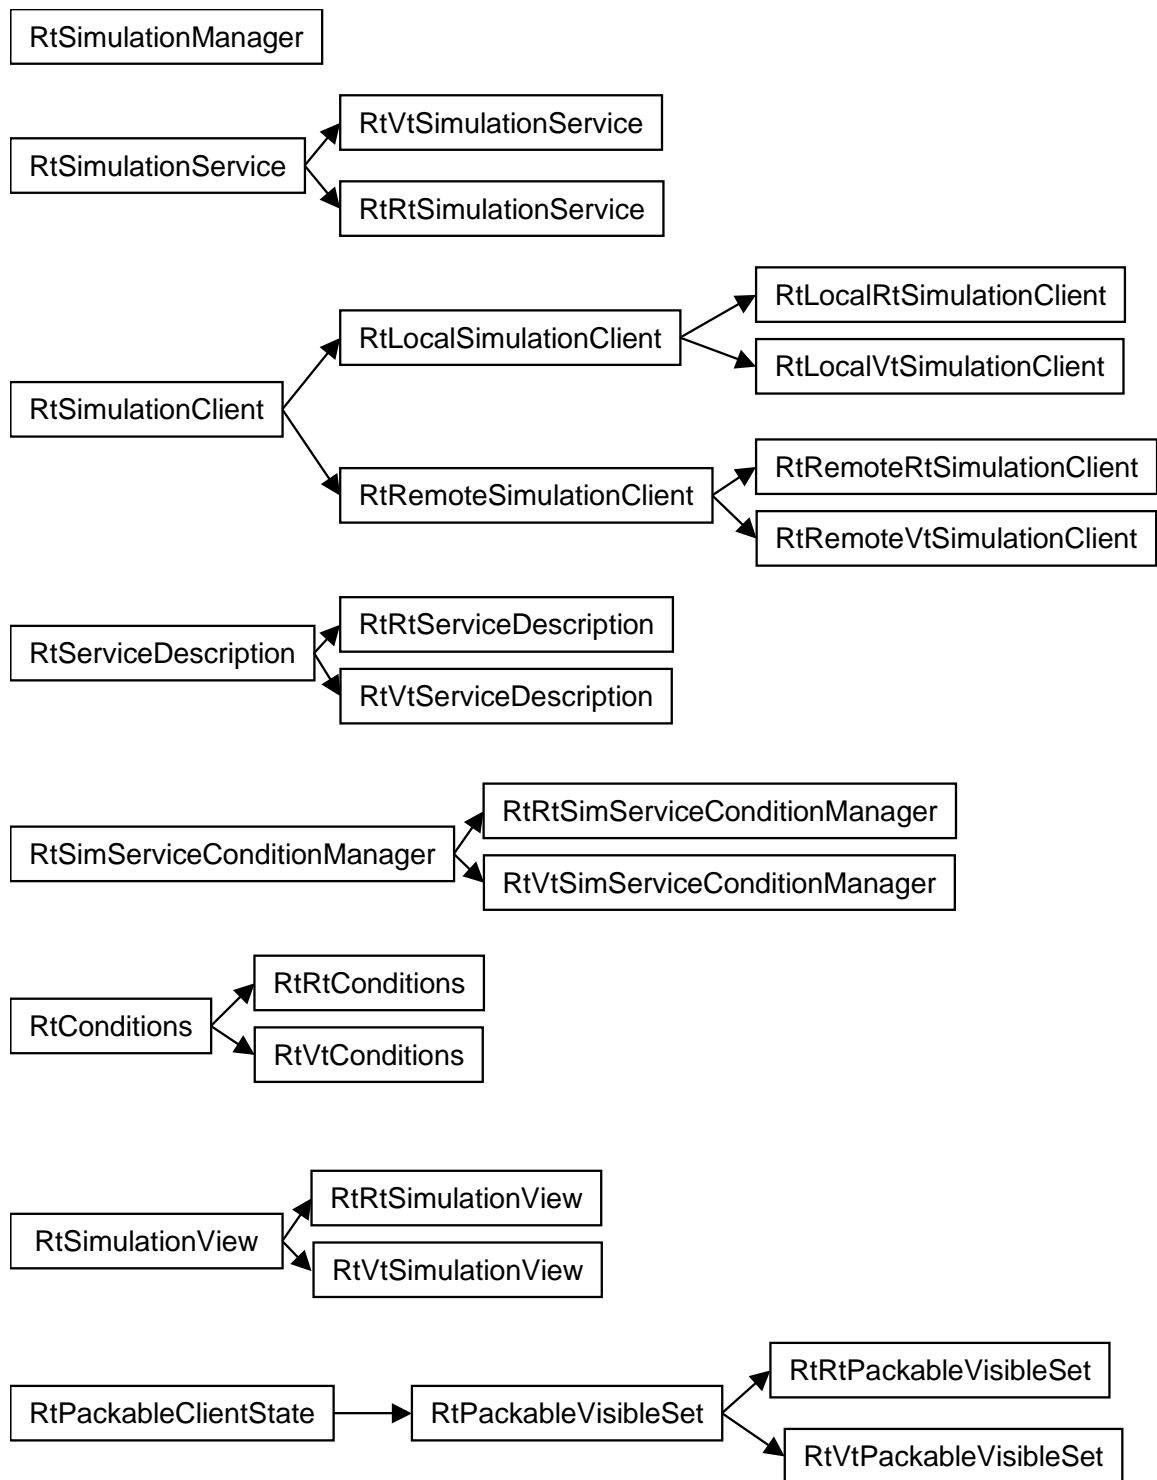 RtSimulationManager
RtSimulationService
RtVtSimulationService
RtRtSimulationService
RtSimulationClient
RtLocalSimulationClient
RtLocalRtSimulationClient
RtLocalVtSimulationClient
RtRemoteSimulationClient
RtRemoteRtSimulationClient
RtRemoteVtSimulationClient
RtServiceDescription
RtRtServiceDescription
RtVtServiceDescription
RtSimServiceConditionManager
RtRtSimServiceConditionManager
RtVtSimServiceConditionManager
RtConditions
RtRtConditions
RtVtConditions
RtSimulationView
RtRtSimulationView
RtVtSimulationView
RtPackableClientState
RtPackableVisibleSet
RtRtPackableVisibleSet
RtVtPackableVisibleSet